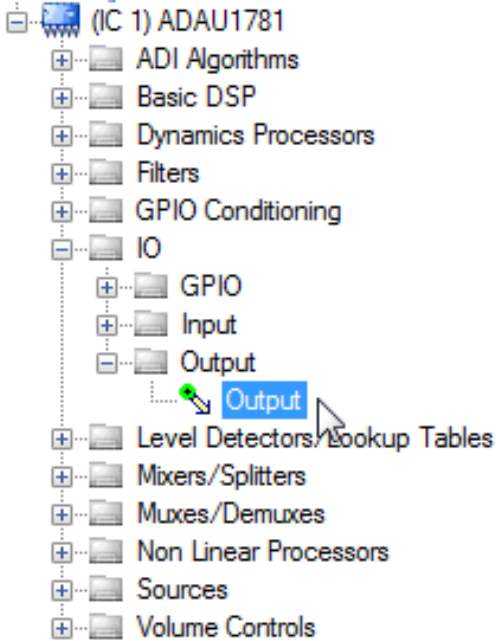 (IC 1) ADAU1781
ADI Algorithms
Basic DSP
Dynamics Processors
Filters
GPIO Conditioning
IO
GPIO
Input
Output
Output
Level Detectors/Lookup Tables
Mixers/Splitters
Muxes/Demuxes
Non Linear Processors
Sources
Volume Controls